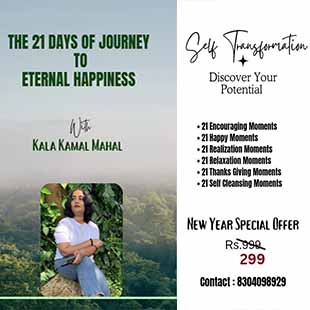 THE 21 DAYS OF JOURNEY
TO
ETERNAL HAPPINESS
With
KALA KAMAL MAHAL
Self Transformation
Discover Your
Potential
• 21 Encouraging Moments
• 21 Happy Moments
• 21 Realization Moments
• 21 Relaxation Moments
• 21 Thanks Giving Moments
• 21 Self Cleansing Moments
NEW YEAR SPECIAL OFFER
Rs.999
299
Contact : 8304098929